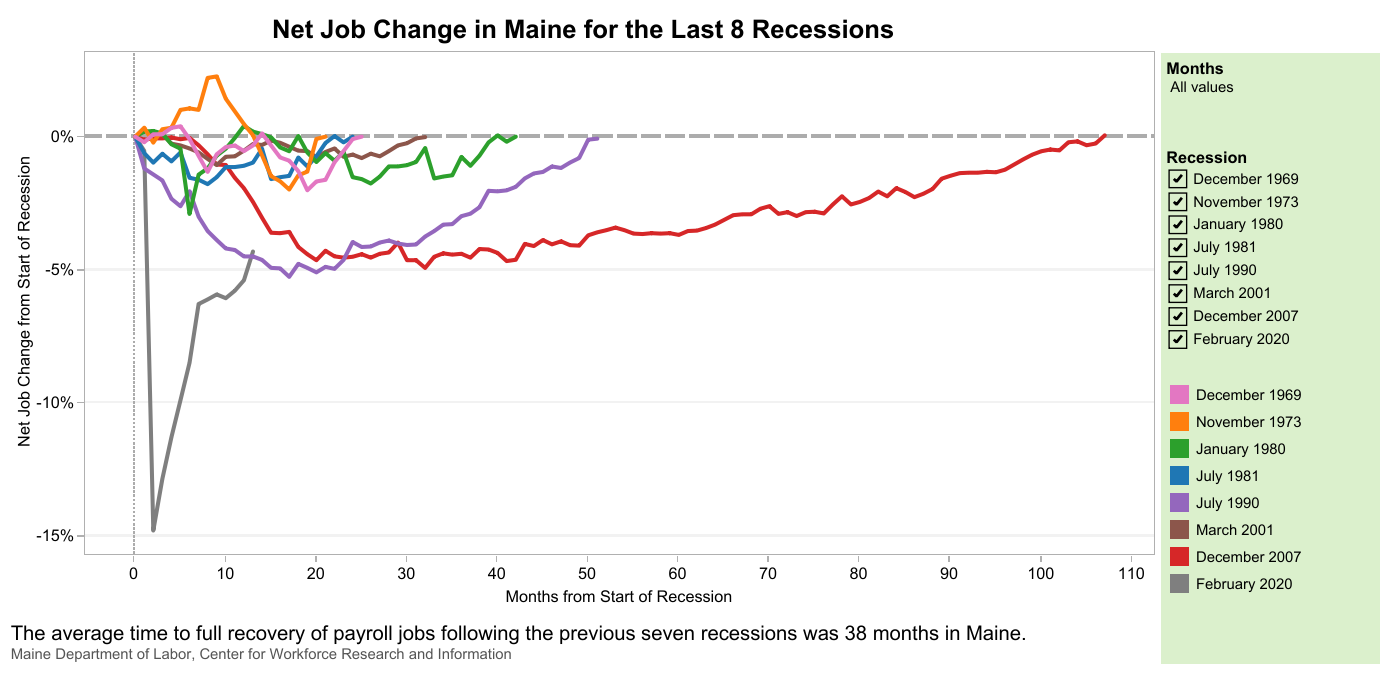 Net Job Change in Maine for the Last 8 Recessions
Net Job Change from Start of Recession
0%
-5%
-10%
-15%
0 10 20 30 40 50 60 70 80 90 100 110
Months from Start of Recession
Months
All values
Recession
December 1969
November 1973
January 1980
July 1981
July 1990
March 2001
December 2007
February 2020
December 1969
November 1973
January 1980
July 1981
July 1990
March 2001
December 2007
February 2020
The average time to full recovery of payroll jobs following the previous seven recessions was 38 months in Maine.
Maine Department of Labor, Center for Workforce Research and Information